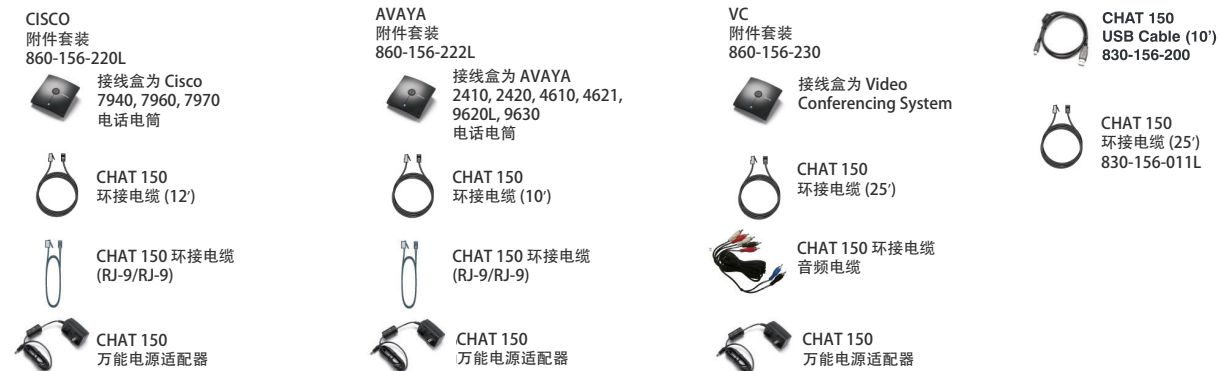 CISCO
附件套装
860-156-220L
接线盒为 Cisco
7940, 7960, 7970
电话电筒
CHAT 150
环接电缆 (12')
CHAT 150 环接电缆
(RJ-9/RJ-9)
CHAT 150
万能电源适配器
AVAYA
附件套装
860-156-222L
接线盒为 AVAYA
2410, 2420, 4610, 4621,
9620L, 9630
电话电筒
CHAT 150
环接电缆 (10')
CHAT 150 环接电缆
(RJ-9/RJ-9)
CHAT 150
万能电源适配器
VC
附件套装
860-156-230
接线盒为 Video
Conferencing System
CHAT 150
环接电缆 (25')
CHAT 150 环接电缆
音频电缆
CHAT 150
万能电源适配器
CHAT 150
USB Cable (10')
830-156-200
CHAT 150
环接电缆 (25')
830-156-011L